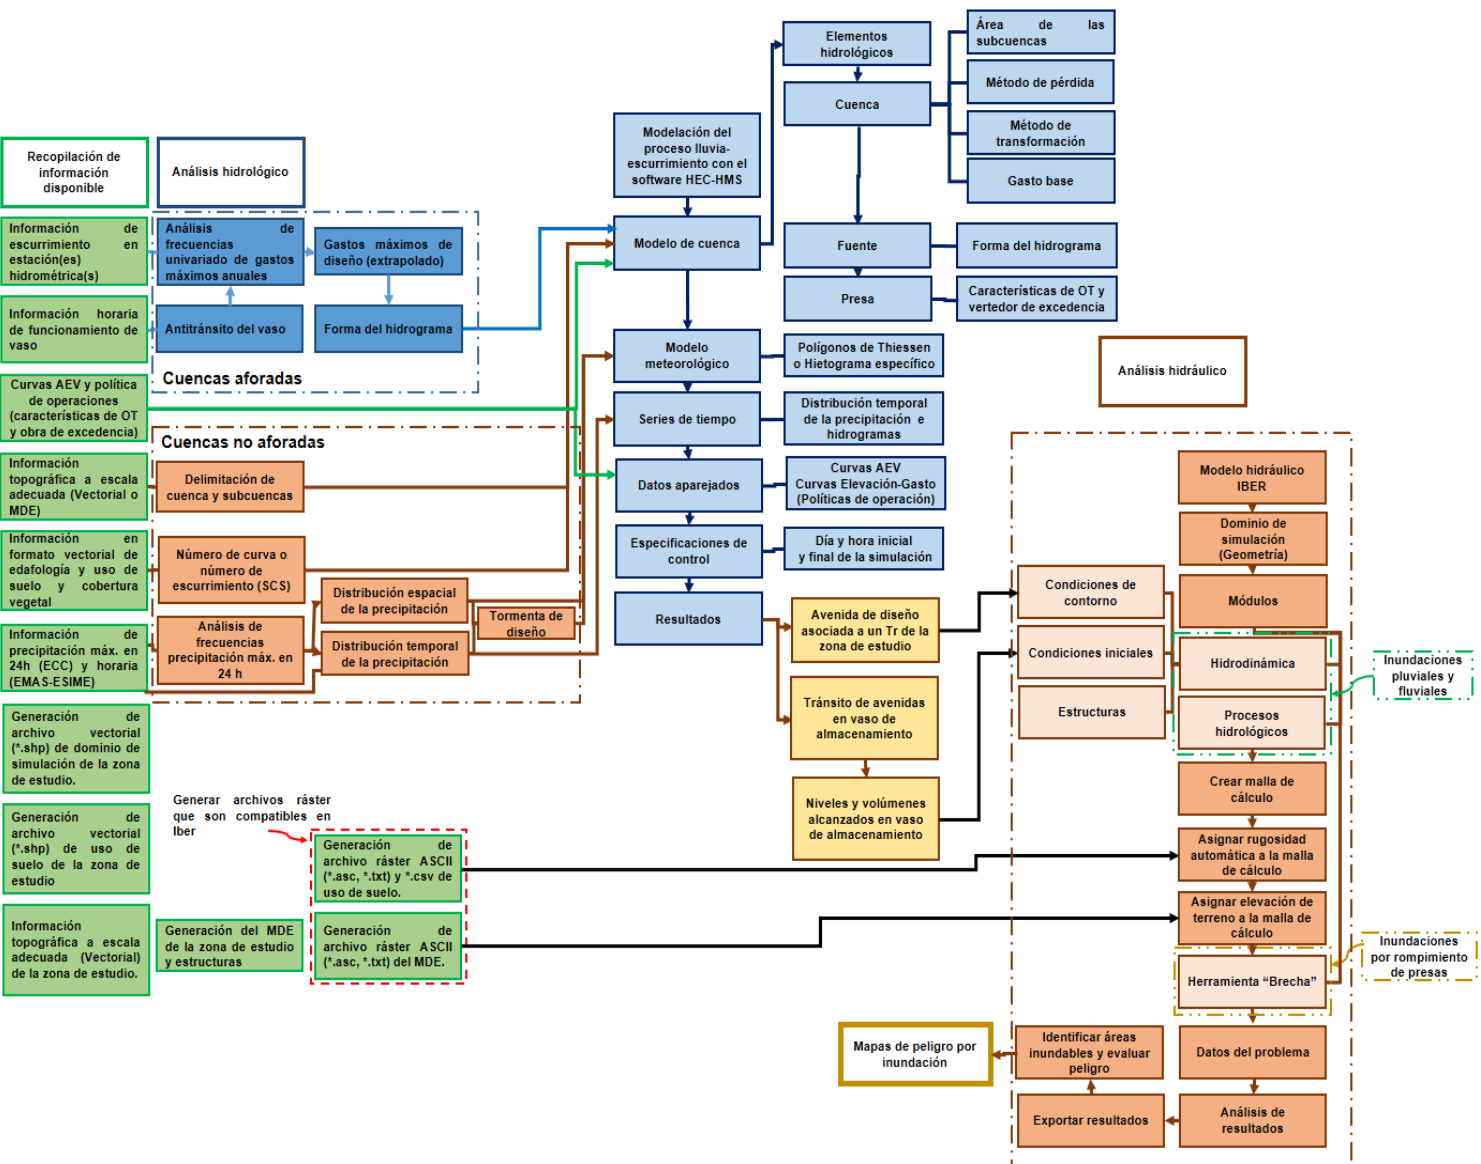 Recopilación de
información
disponible
Análisis hidrológico
Información de
escurrimiento en
estación(es)
hidrométrica(s)
Información horaria
de funcionamiento de
vaso
Curvas AEV y política
de operaciones
(características de OT
y obra de excedencia)
Información
topográfica a escala
adecuada (Vectorial o
MDE)
Información en
formato vectorial de
edafología y uso de
suelo y cobertura
vegetal
Información de
precipitación máx. en
24h (ECC) y horaria
(EMAS-ESIME)
Generación de
archivo vectorial
(*.shp) de dominio de
simulación de la zona
de estudio.
Generación de
archivo vectorial
(*.shp) de uso de
suelo de la zona de
estudio
Información
topográfica a escala
adecuada (Vectorial)
de la zona de estudio.
Análisis de
frecuencias
univariado de gastos
máximos anuales
Gastos máximos de
diseño (extrapolado)
Antitránsito del vaso
Forma del hidrograma
Cuencas aforadas
Cuencas no aforadas
Delimitación de
cuenca y subcuencas
Número de curva o
número de
escurrimiento (SCS)
Análisis de
frecuencias
precipitación máx. en
24 h
Distribución espacial
de la precipitación
Distribución temporal
de la precipitación
Tormenta de
diseño
Generar archivos ráster
que son compatibles en
Iber
Generación de
archivo ráster ASCII
(*.asc, *.txt) y *.csv de
uso de suelo.
Generación del MDE
de la zona de estudio
y estructuras
Generación de
archivo ráster ASCII
(*.asc, *.txt) del MDE.
Modelación del
proceso lluvia-
escurrimiento con el
software HEC-HMS
Modelo de cuenca
Modelo
meteorológico
Series de tiempo
Datos aparejados
Especificaciones de
control
Resultados
Elementos
hidrológicos
Cuenca
Fuente
Presa
Área de las
subcuencas
Método de pérdida
Método de
transformación
Gasto base
Forma del hidrograma
Características de OT y
vertedor de excedencia
Polígonos de Thiessen
o Hietograma específico
Distribución temporal
de la precipitación e
hidrogramas
Curvas AEV
Curvas Elevación-Gasto
(Políticas de operación)
Día y hora inicial
y final de la simulación
Avenida de diseño
asociada a un Tr de la
zona de estudio
Tránsito de avenidas
en vaso de
almacenamiento
Niveles y volúmenes
alcanzados en vaso
de almacenamiento
Análisis hidráulico
Modelo hidráulico
IBER
Dominio de
simulación
(Geometría)
Módulos
Condiciones de
contorno
Condiciones iniciales
Estructuras
Hidrodinámica
Procesos
hidrológicos
Inundaciones
pluviales y
fluviales
Crear malla de
cálculo
Asignar rugosidad
automática a la malla
de cálculo
Asignar elevación de
terreno a la malla de
cálculo
Herramienta “Brecha”
Inundaciones
por rompimiento
de presas
Datos del problema
Análisis de
resultados
Exportar resultados
Identificar áreas
inundables y evaluar
peligro
Mapas de peligro por
inundación